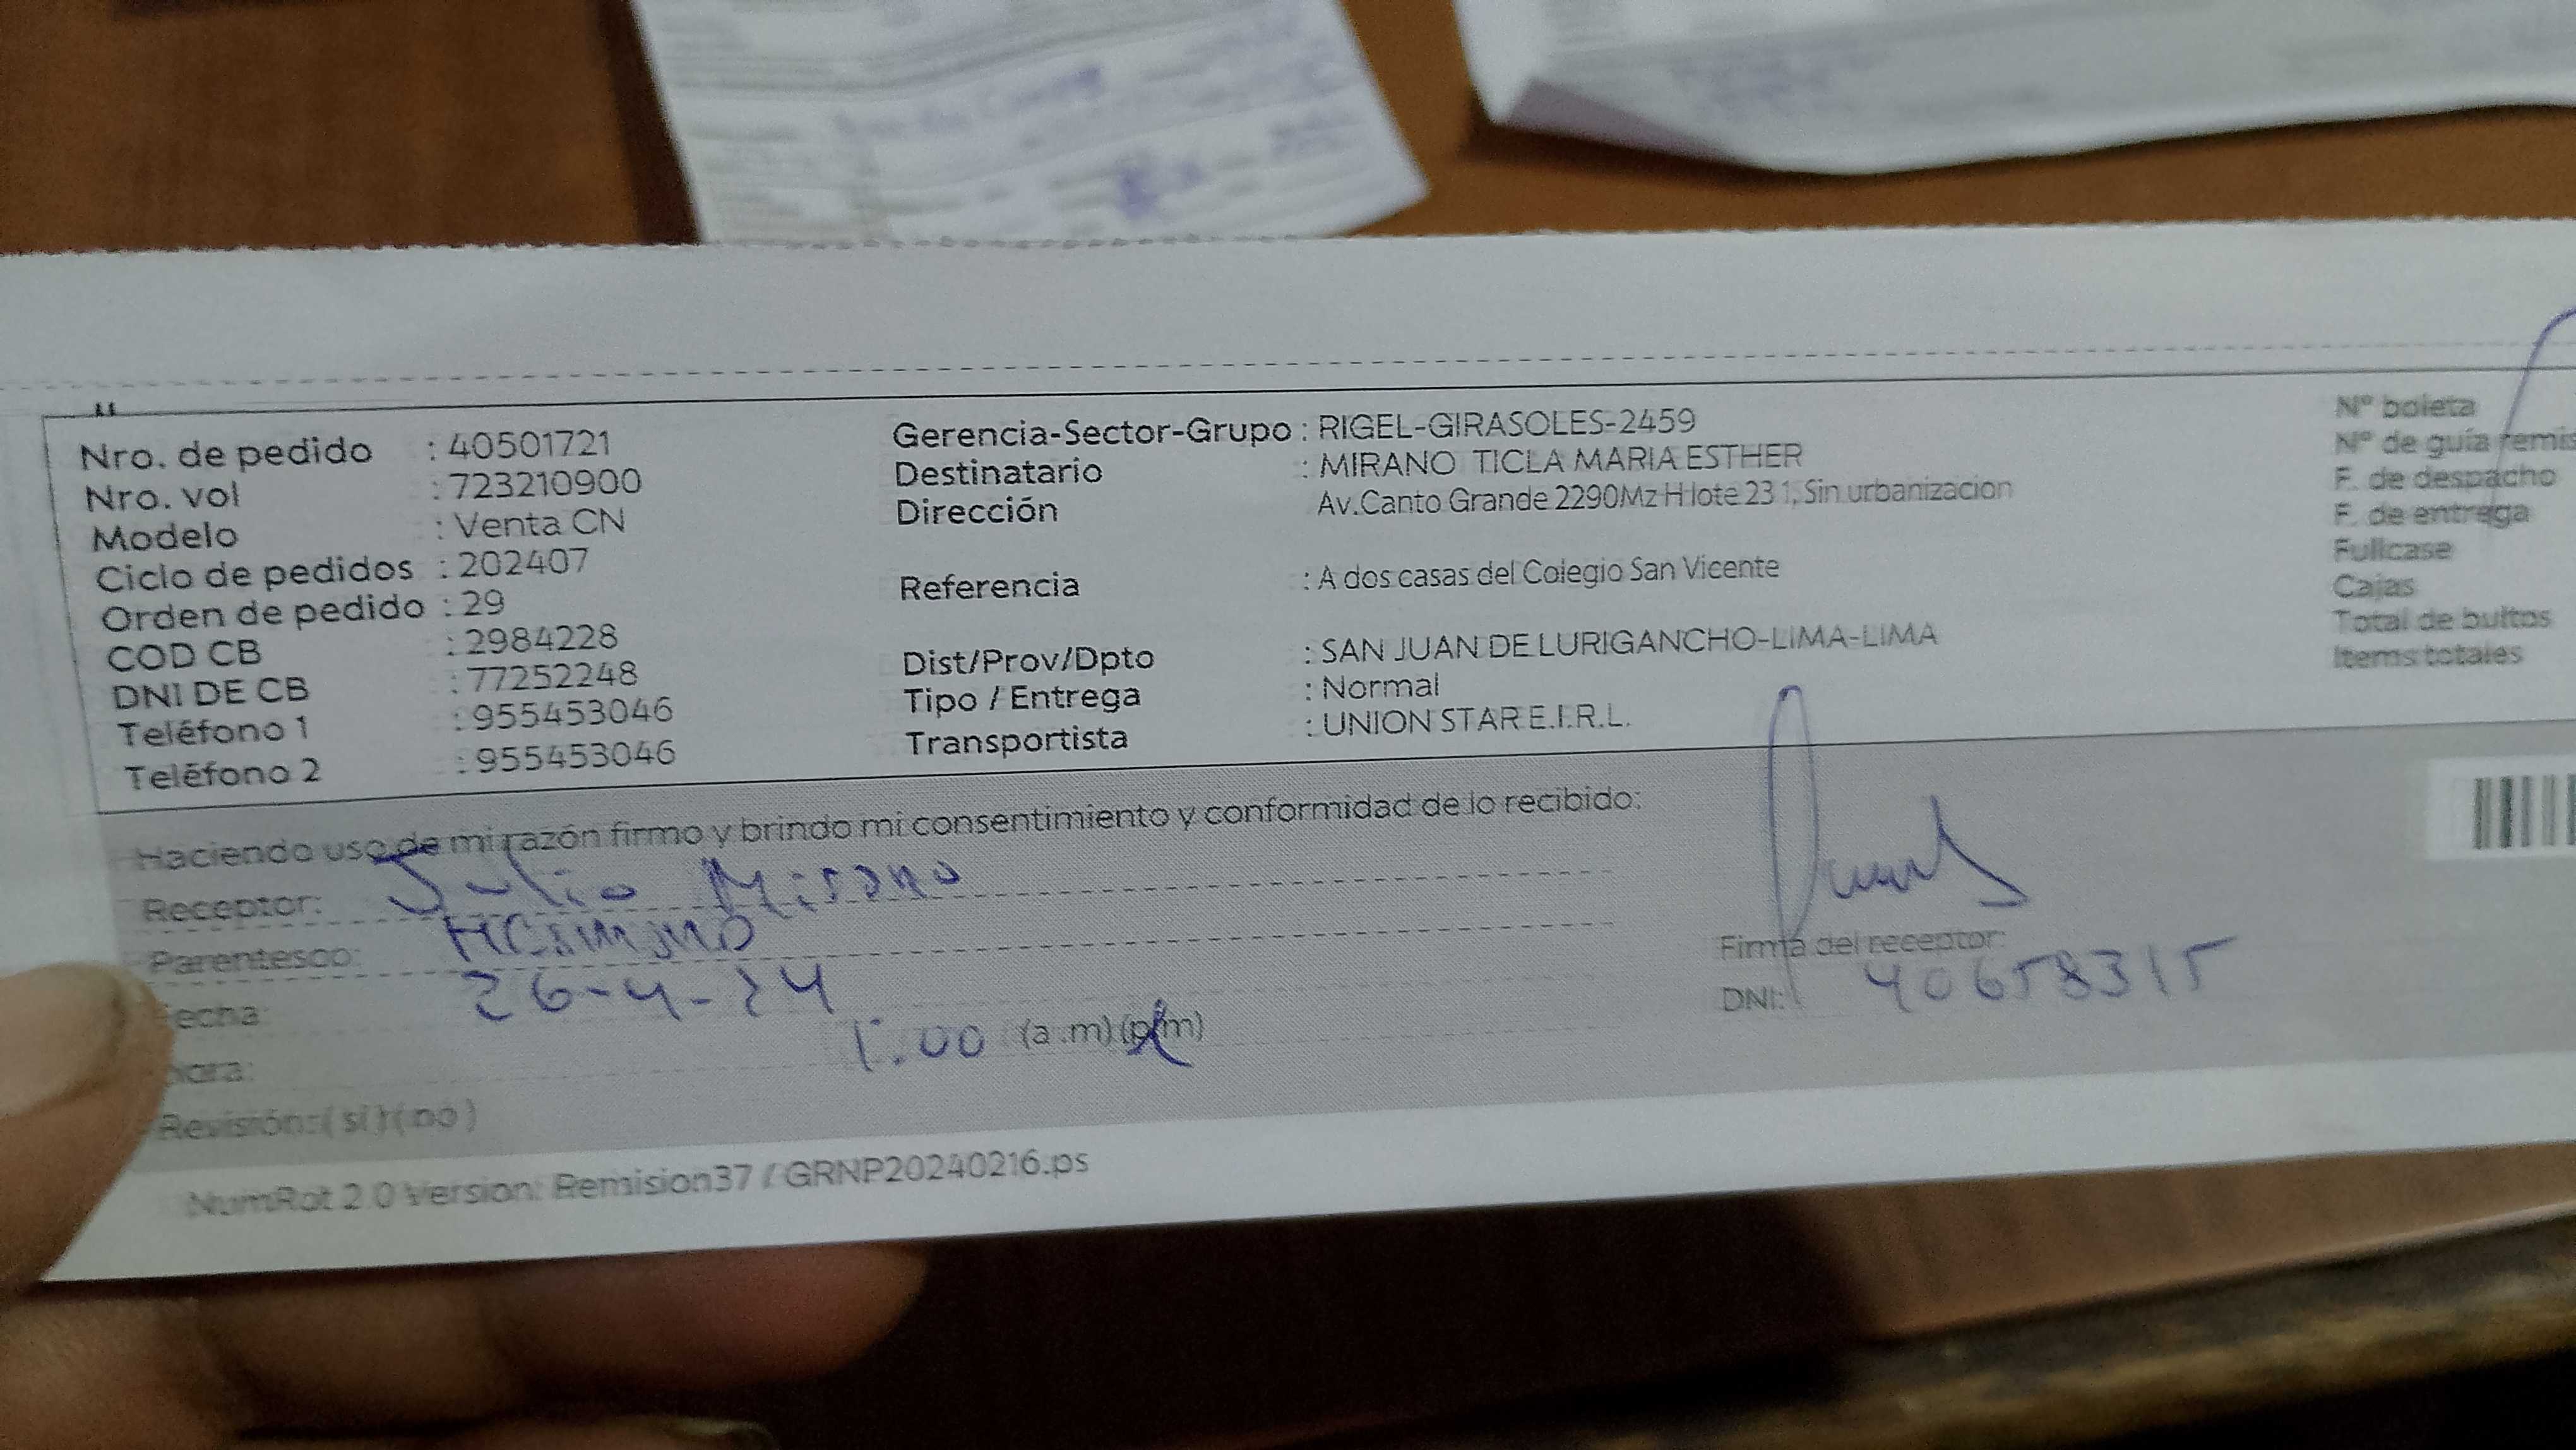 Nro. de pedido : 40501721
Nro. vol : 723210900
Modelo : Venta CN
Ciclo de pedidos : 202407
Orden de pedido : 29
COD CB : 2984228
DNI DE CB : 77252248
Teléfono 1 : 955453046
Teléfono 2 : 955453046
Gerencia-Sector-Grupo : RIGEL-GIRASOLES-2459
Destinatario : MIRANO TICLA MARIA ESTHER
Dirección Av.Canto Grande 2290Mz H lote 23 1, Sin urbanizacion
Referencia : A dos casas del Colegio San Vicente
Dist/Prov/Dpto : SAN JUAN DE LURIGANCHO-LIMA-LIMA
Tipo / Entrega : Normal
Transportista : UNION STAR E.I.R.L.
Nº boleta
Nº de guía remis
F. de despacho
F. de entrega
Fullcase
Cajas
Total de bultos
Items totales
Haciendo uso de mi razón firmo y brindo mi consentimiento y conformidad de lo recibido:
Receptor: Julio Mirano
Parentesco:
Fecha: 26-4-24
Hora: 1:00 (a.m)(p.m)
Revisión:(si)(no)
Firma del receptor:
DNI: 40658315
NumRot 2.0 Version: Remision37 / GRNP20240216.ps